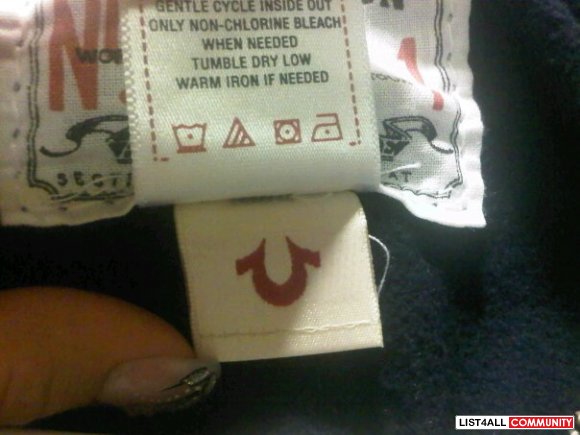 GENTLE CYCLE INSIDE OUT
ONLY NON-CHLORINE BLEACH
WHEN NEEDED
TUMBLE DRY LOW
WARM IRON IF NEEDED
LIST4ALL COMMUNITY